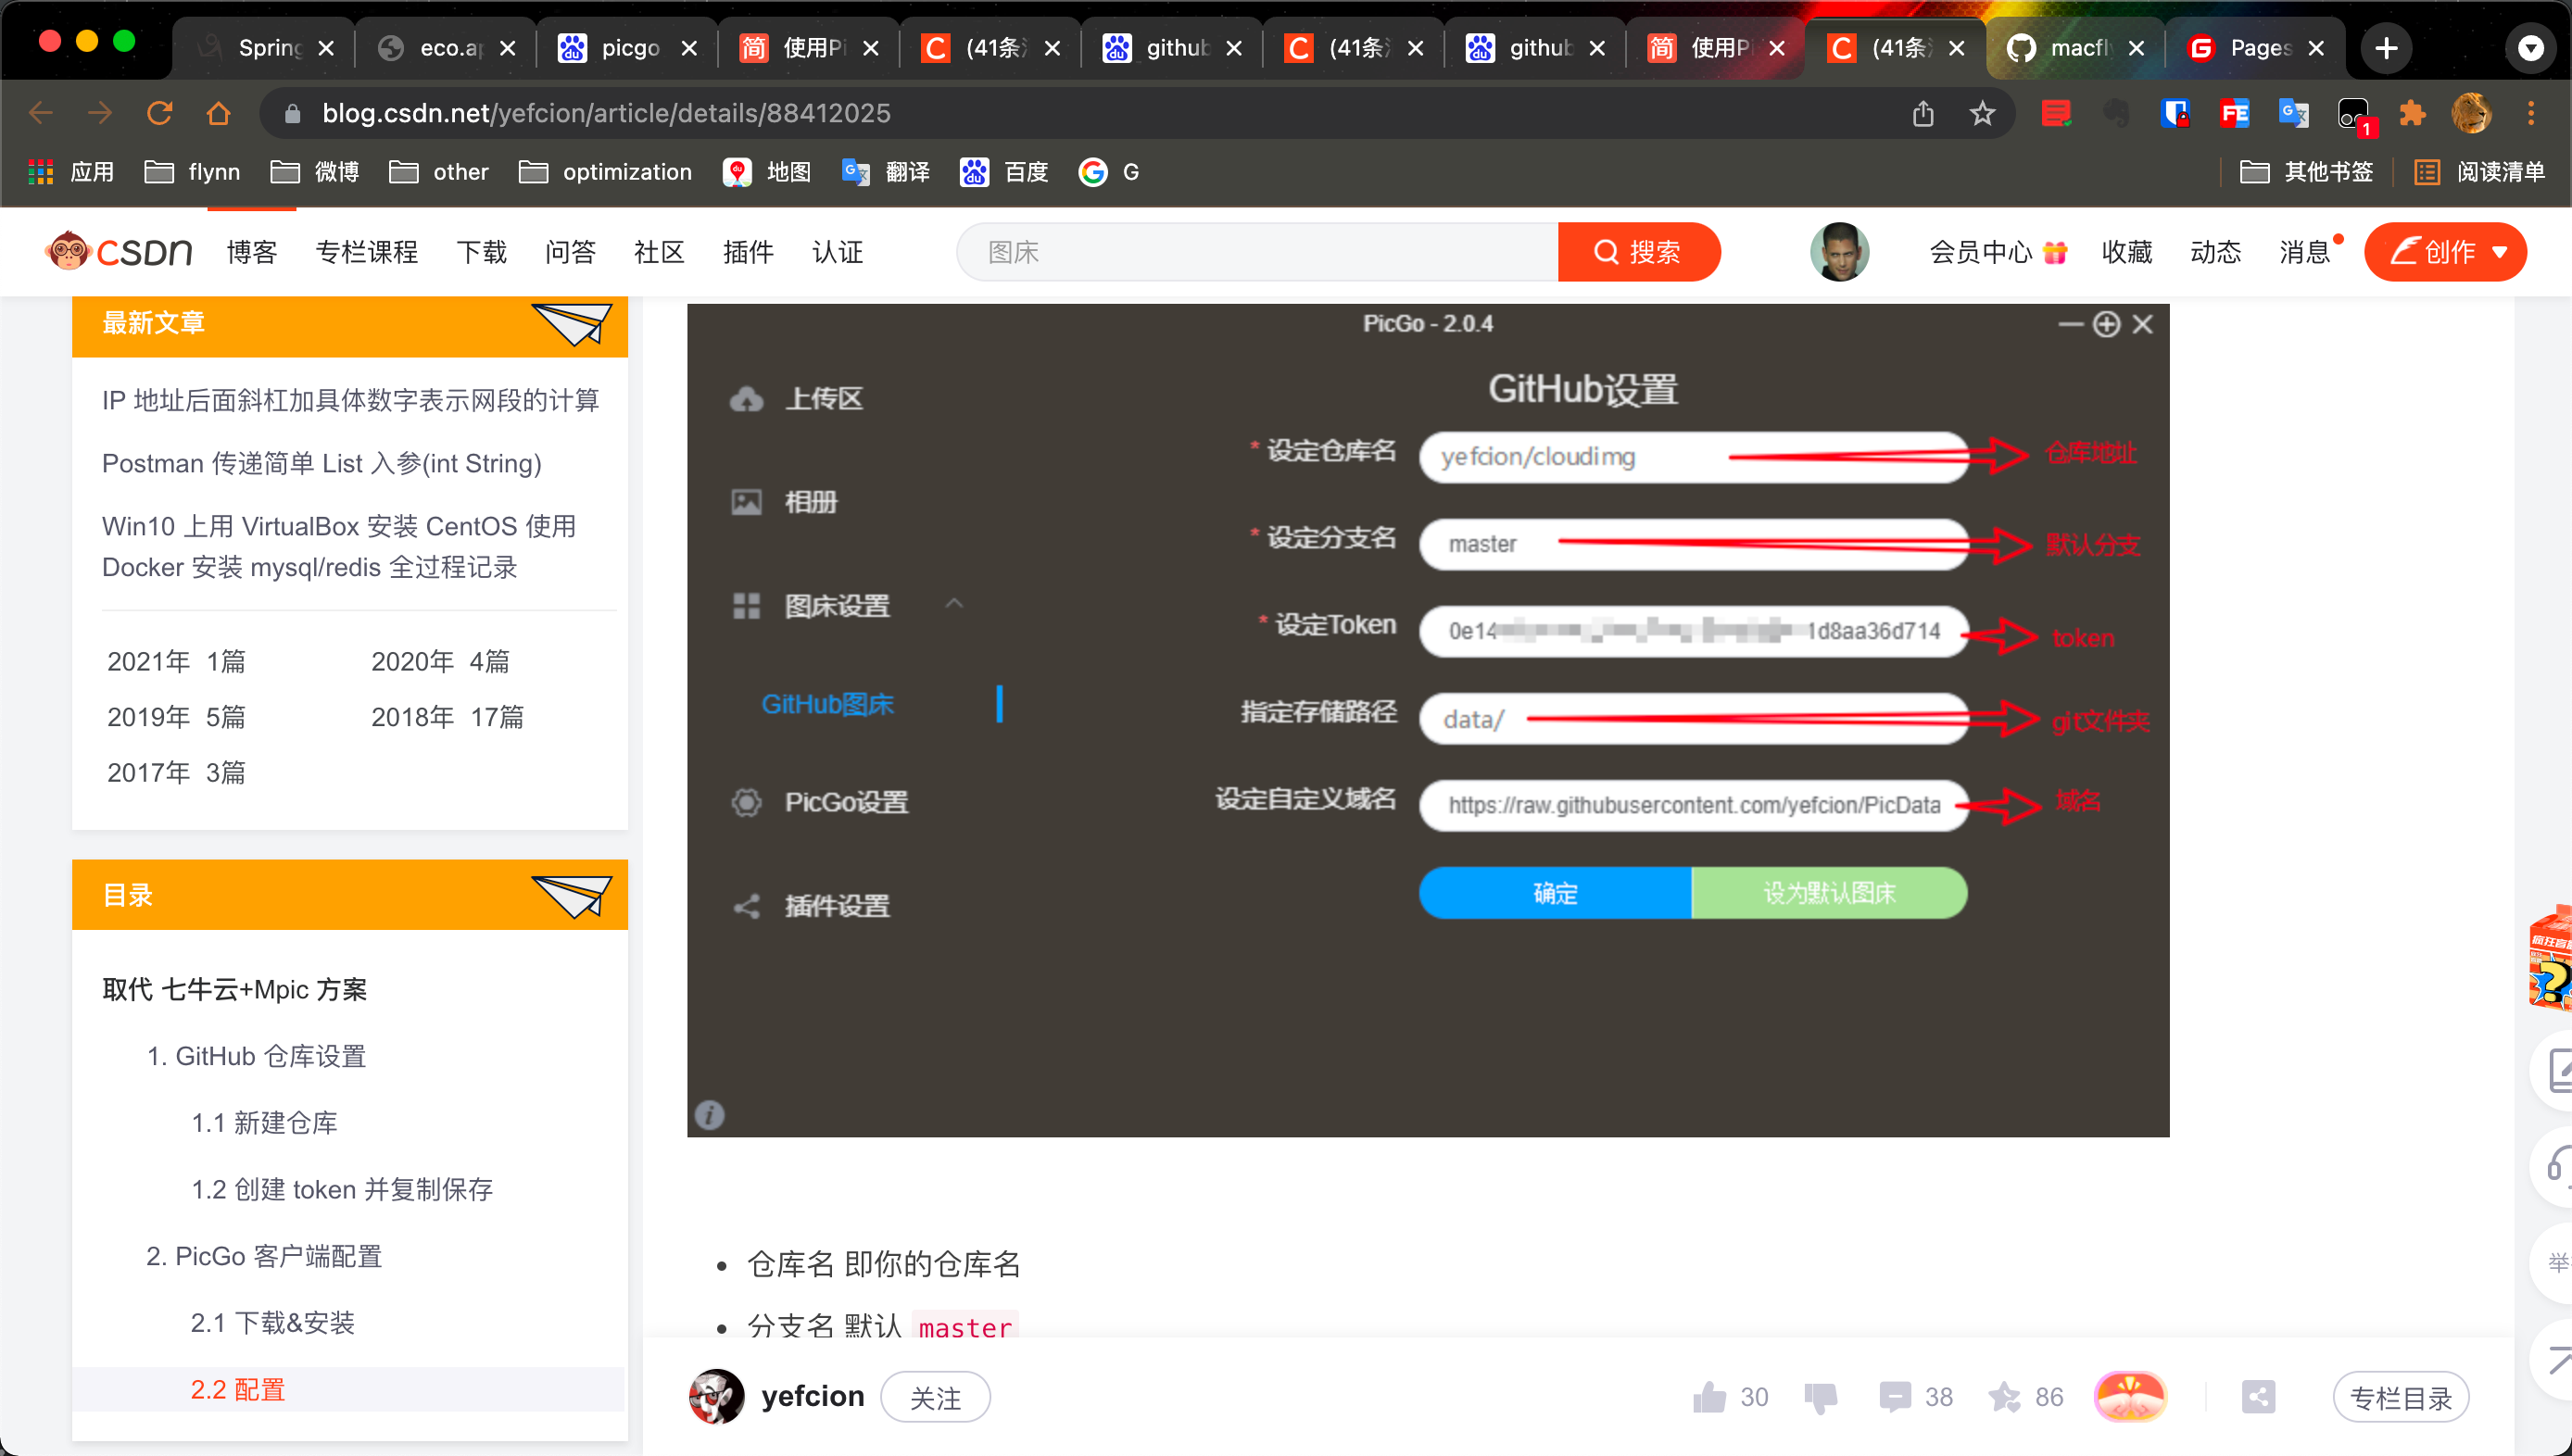 Spring
eco.ap
picgo
简 使用Pi
C (41条消
github
C (41条消
github
简 使用Pi
C (41条消
macfl
Pages
blog.csdn.net/yefcion/article/details/88412025
1
应用 flynn 微博 other optimization 地图 翻译 百度 G 其他书签 阅读清单
CSDN 博客 专栏课程 下载 问答 社区 插件 认证 图床 搜索 会员中心 收藏 动态 消息 创作
最新文章
IP 地址后面斜杠加具体数字表示网段的计算
Postman 传递简单 List 入参(int String)
Win10 上用 VirtualBox 安装 CentOS 使用
Docker 安装 mysql/redis 全过程记录
2021年 1篇 2020年 4篇
2019年 5篇 2018年 17篇
2017年 3篇
目录
取代 七牛云+Mpic 方案
1. GitHub 仓库设置
1.1 新建仓库
1.2 创建 token 并复制保存
2. PicGo 客户端配置
2.1 下载&安装
2.2 配置
PicGo - 2.0.4
上传区
相册
图床设置
GitHub图床
PicGo设置
插件设置
GitHub设置
* 设定仓库名 yefcion/cloudimg 仓库地址
* 设定分支名 master 默认分支
* 设定Token 0e14 1d8aa36d714 token
指定存储路径 data/ git文件夹
设定自定义域名 https://raw.githubusercontent.com/yefcion/PicData 域名
确定 设为默认图床
• 仓库名 即你的仓库名
• 分支名 默认 master
yefcion 关注 30 38 86 专栏目录
疯狂盲
举